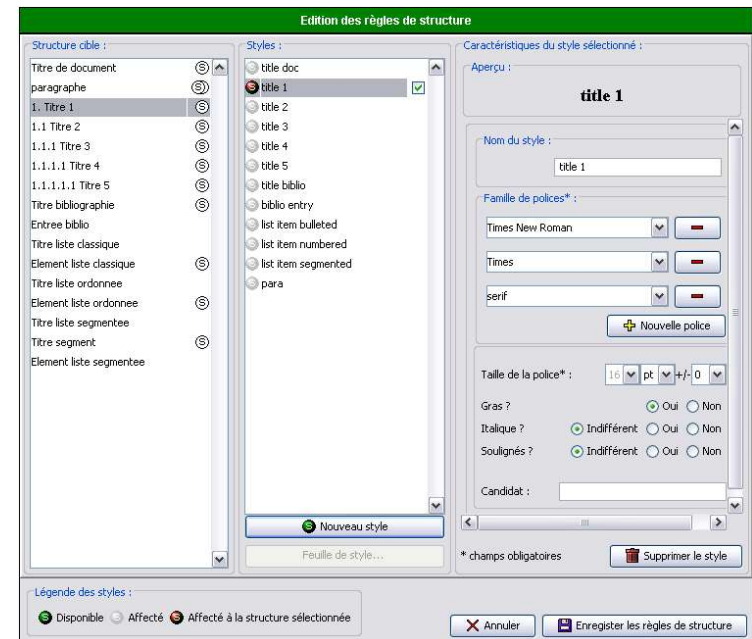 Edition des règles de structure
Structure cible :
Titre de document S
paragraphe S
1. Titre 1 S
1.1 Titre 2 S
1.1.1 Titre 3 S
1.1.1.1 Titre 4 S
1.1.1.1.1 Titre 5 S
Titre bibliographie S
Entree biblio
Titre liste classique
Element liste classique S
Titre liste ordonnee
Element liste ordonnee S
Titre liste segmentee
Titre segment S
Element liste segmentee
Styles :
title doc
title 1
title 2
title 3
title 4
title 5
title biblio
biblio entry
list item bulleted
list item numbered
list item segmented
para
Nouveau style
Feuille de style...
Caractéristiques du style sélectionné :
Aperçu :
title 1
Nom du style :
title 1
Famille de polices* :
Times New Roman
Times
serif
Nouvelle police
Taille de la police* : 16 pt +/- 0
Gras ? Oui Non
Italique ? Indifférent Oui Non
Soulignés ? Indifférent Oui Non
Candidat :
* champs obligatoires Supprimer le style
Légende des styles :
S Disponible S Affecté S Affecté à la structure sélectionnée
Annuler Enregister les règles de structure